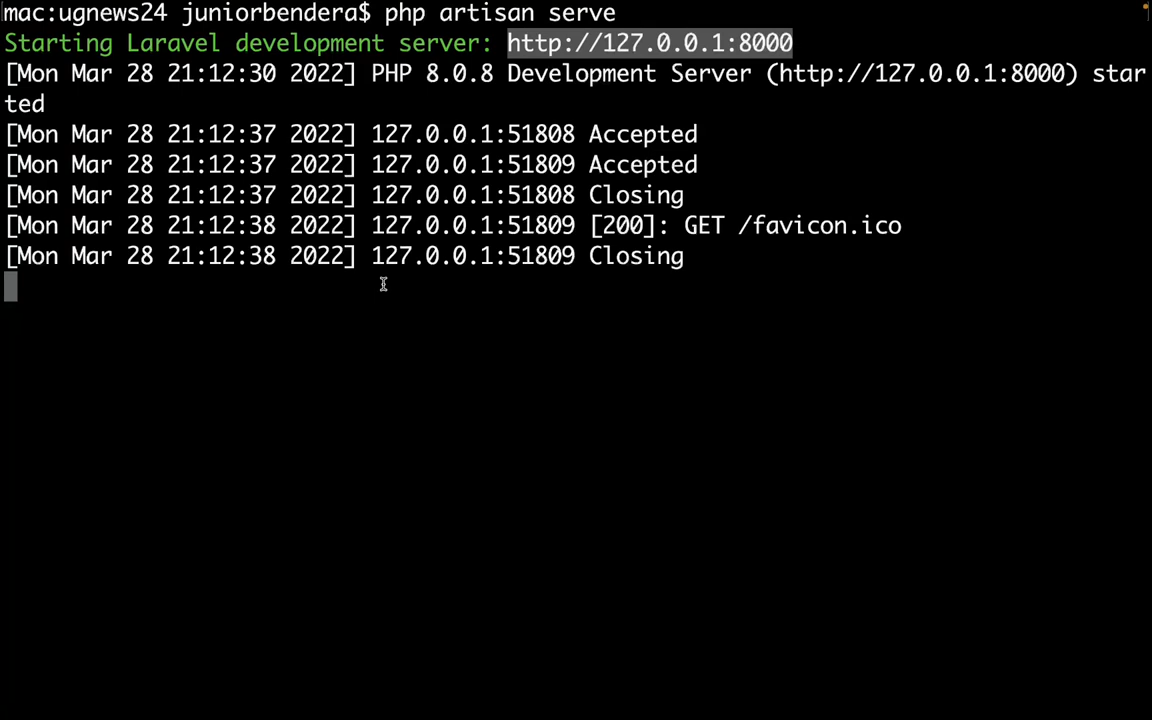 mac:ugnews24 juniorbendera$ php artisan serve
Starting Laravel development server: http://127.0.0.1:8000
[Mon Mar 28 21:12:30 2022] PHP 8.0.8 Development Server (http://127.0.0.1:8000) star
ted
[Mon Mar 28 21:12:37 2022] 127.0.0.1:51808 Accepted
[Mon Mar 28 21:12:37 2022] 127.0.0.1:51809 Accepted
[Mon Mar 28 21:12:37 2022] 127.0.0.1:51808 Closing
[Mon Mar 28 21:12:38 2022] 127.0.0.1:51809 [200]: GET /favicon.ico
[Mon Mar 28 21:12:38 2022] 127.0.0.1:51809 Closing